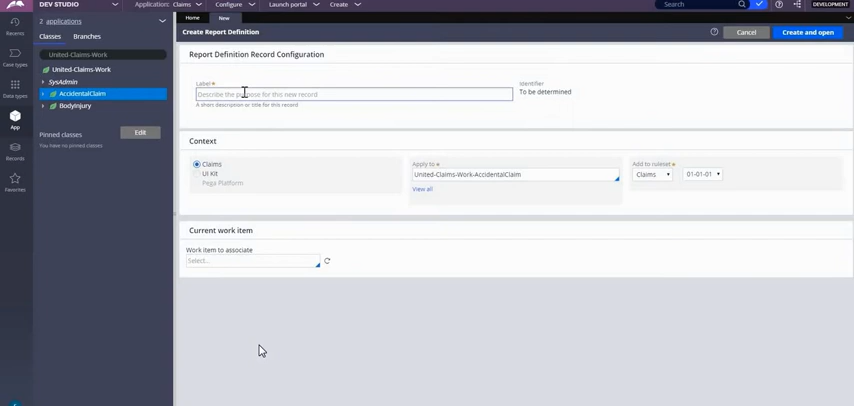 DEV STUDIO
Application: Claims
Configure
Launch portal
Create
Search
DEVELOPMENT
Recents
Case types
Data types
App
Records
Favorites
2 applications
Classes
Branches
United-Claims-Work
United-Claims-Work
SysAdmin
AccidentalClaim
BodyInjury
Pinned classes
Edit
You have no pinned classes
Home
New
Create Report Definition
Cancel
Create and open
Report Definition Record Configuration
Label*
Describe the purpose for this new record
A short description or title for this record
Identifier
To be determined
Context
Claims
UI Kit
Pega Platform
Apply to *
United-Claims-Work-AccidentalClaim
View all
Add to ruleset*
Claims
01-01-01
Current work item
Work item to associate
Select...